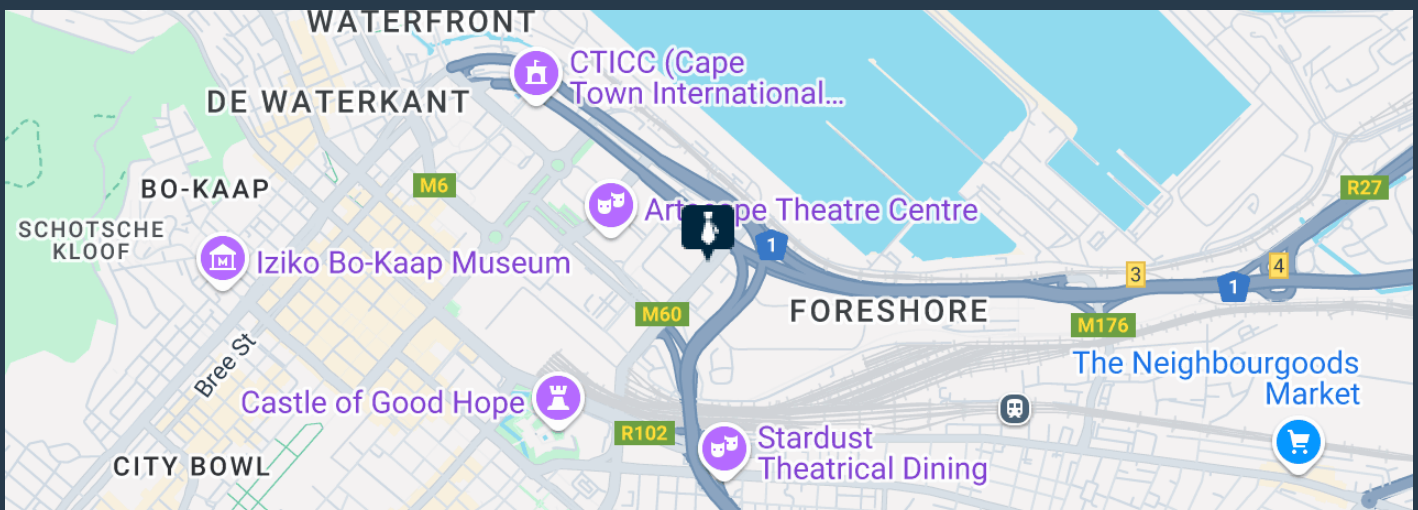 WATERFRONT
CTICC (Cape
Town International...
DE WATERKANT
M6
BO-KAAP
R27
Artscape Theatre Centre
SCHOTSCHE
KLOOF
1
Iziko Bo-Kaap Museum
3
4
1
FORESHORE
M60
M176
Bree St
The Neighbourgoods
Market
Castle of Good Hope
R102
Stardust
Theatrical Dining
CITY BOWL